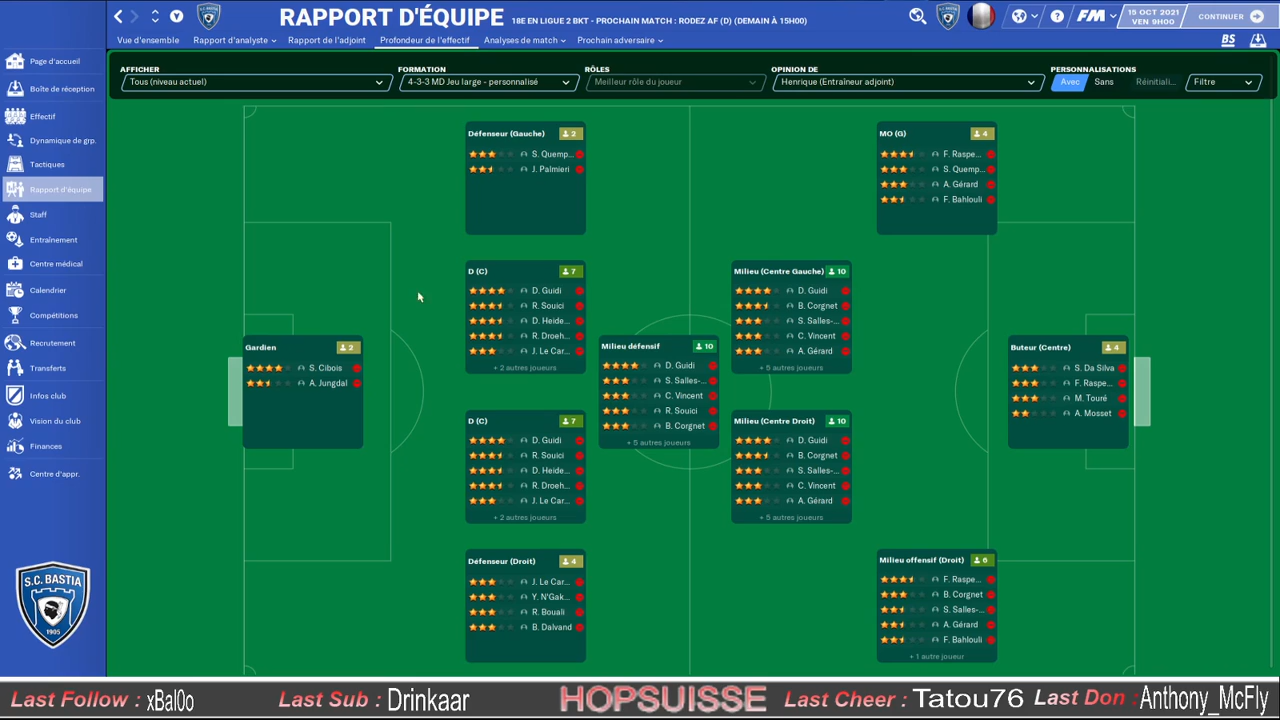 RAPPORT D'ÉQUIPE 18E EN LIGUE 2 BKT - PROCHAIN MATCH : RODEZ AF (D) (DEMAIN À 15H00)
FM
15 OCT 2021
VEN 9H00
CONTINUER
Vue d'ensemble Rapport d'analyste Rapport de l'adjoint Profondeur de l'effectif Analyses de match Prochain adversaire
BS
Page d'accueil
Boîte de réception
Effectif
Dynamique de grp.
Tactiques
Rapport d'équipe
Staff
Entraînement
Centre médical
Calendrier
Compétitions
Recrutement
Transferts
Infos club
Vision du club
Finances
Centre d'appr.
S.C. BASTIA
1905
AFFICHER
Tous (niveau actuel)
FORMATION
4-3-3 MD Jeu large - personnalisé
RÔLES
Meilleur rôle du joueur
OPINION DE
Henrique (Entraîneur adjoint)
PERSONNALISATIONS
Avec Sans Réinitiali... Filtre
Défenseur (Gauche) 2
S. Quemp...
J. Palmieri
MO (G) 4
F. Raspe...
S. Quemp...
A. Gérard
F. Bahlouli
D (C) 7
D. Guidi
R. Souici
D. Heide...
R. Droeh...
J. Le Car...
+ 2 autres joueurs
Milieu (Centre Gauche) 10
D. Guidi
B. Corgnet
S. Salles-...
C. Vincent
A. Gérard
+ 5 autres joueurs
Gardien 2
S. Cibois
A. Jungdal
Milieu défensif 10
D. Guidi
S. Salles-...
C. Vincent
R. Souici
B. Corgnet
+ 5 autres joueurs
Buteur (Centre) 4
S. Da Silva
F. Raspe...
M. Touré
A. Mosset
D (C) 7
D. Guidi
R. Souici
D. Heide...
R. Droeh...
J. Le Car...
+ 2 autres joueurs
Milieu (Centre Droit) 10
D. Guidi
B. Corgnet
S. Salles-...
C. Vincent
A. Gérard
+ 5 autres joueurs
Défenseur (Droit) 4
J. Le Car...
Y. N'Gak...
R. Bouali
B. Dalvand
Milieu offensif (Droit) 6
F. Raspe...
B. Corgnet
S. Salles-...
A. Gérard
F. Bahlouli
+ 1 autre joueur
Last Follow : xBal0o Last Sub : Drinkaar HOPSUISSE Last Cheer : Tatou76 Last Don : Anthony_McFly